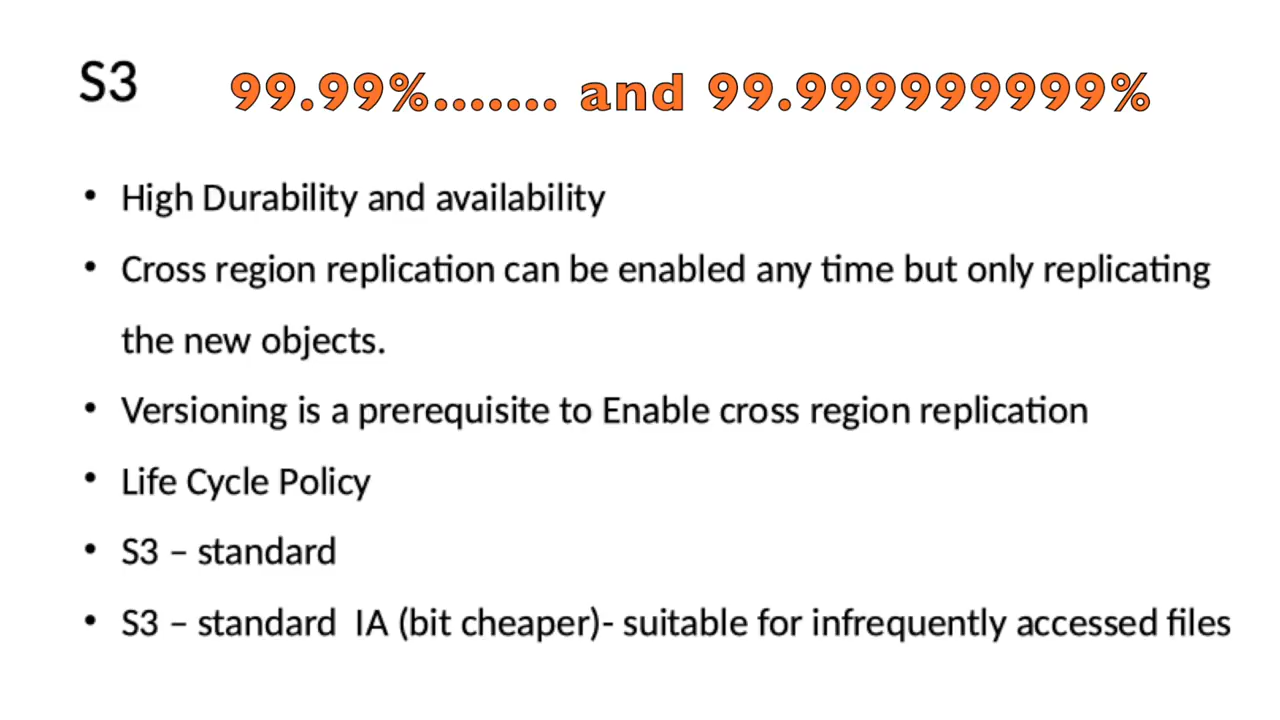 S3 99.99%....... and 99.999999999%
• High Durability and availability
• Cross region replication can be enabled any time but only replicating
the new objects.
• Versioning is a prerequisite to Enable cross region replication
• Life Cycle Policy
• S3 – standard
• S3 – standard  IA (bit cheaper)- suitable for infrequently accessed files